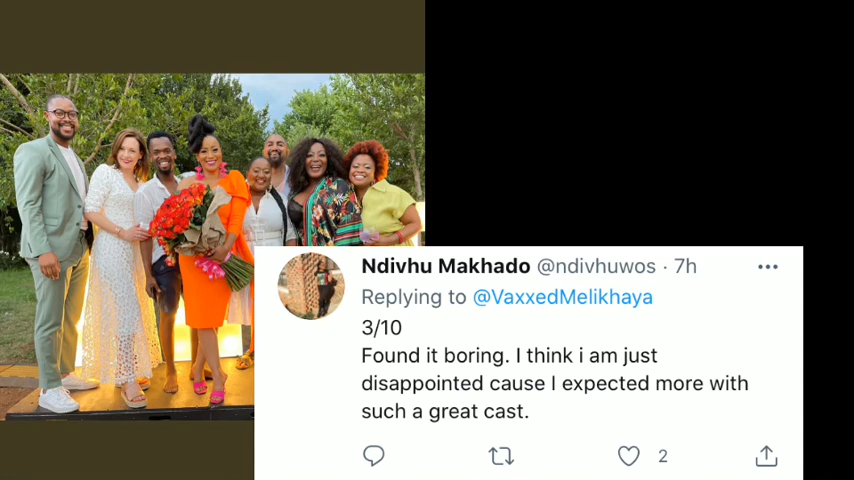 Ndivhu Makhado @ndivhuwos · 7h
Replying to @VaxxedMelikhaya
3/10
Found it boring. I think i am just
disappointed cause I expected more with
such a great cast.
2